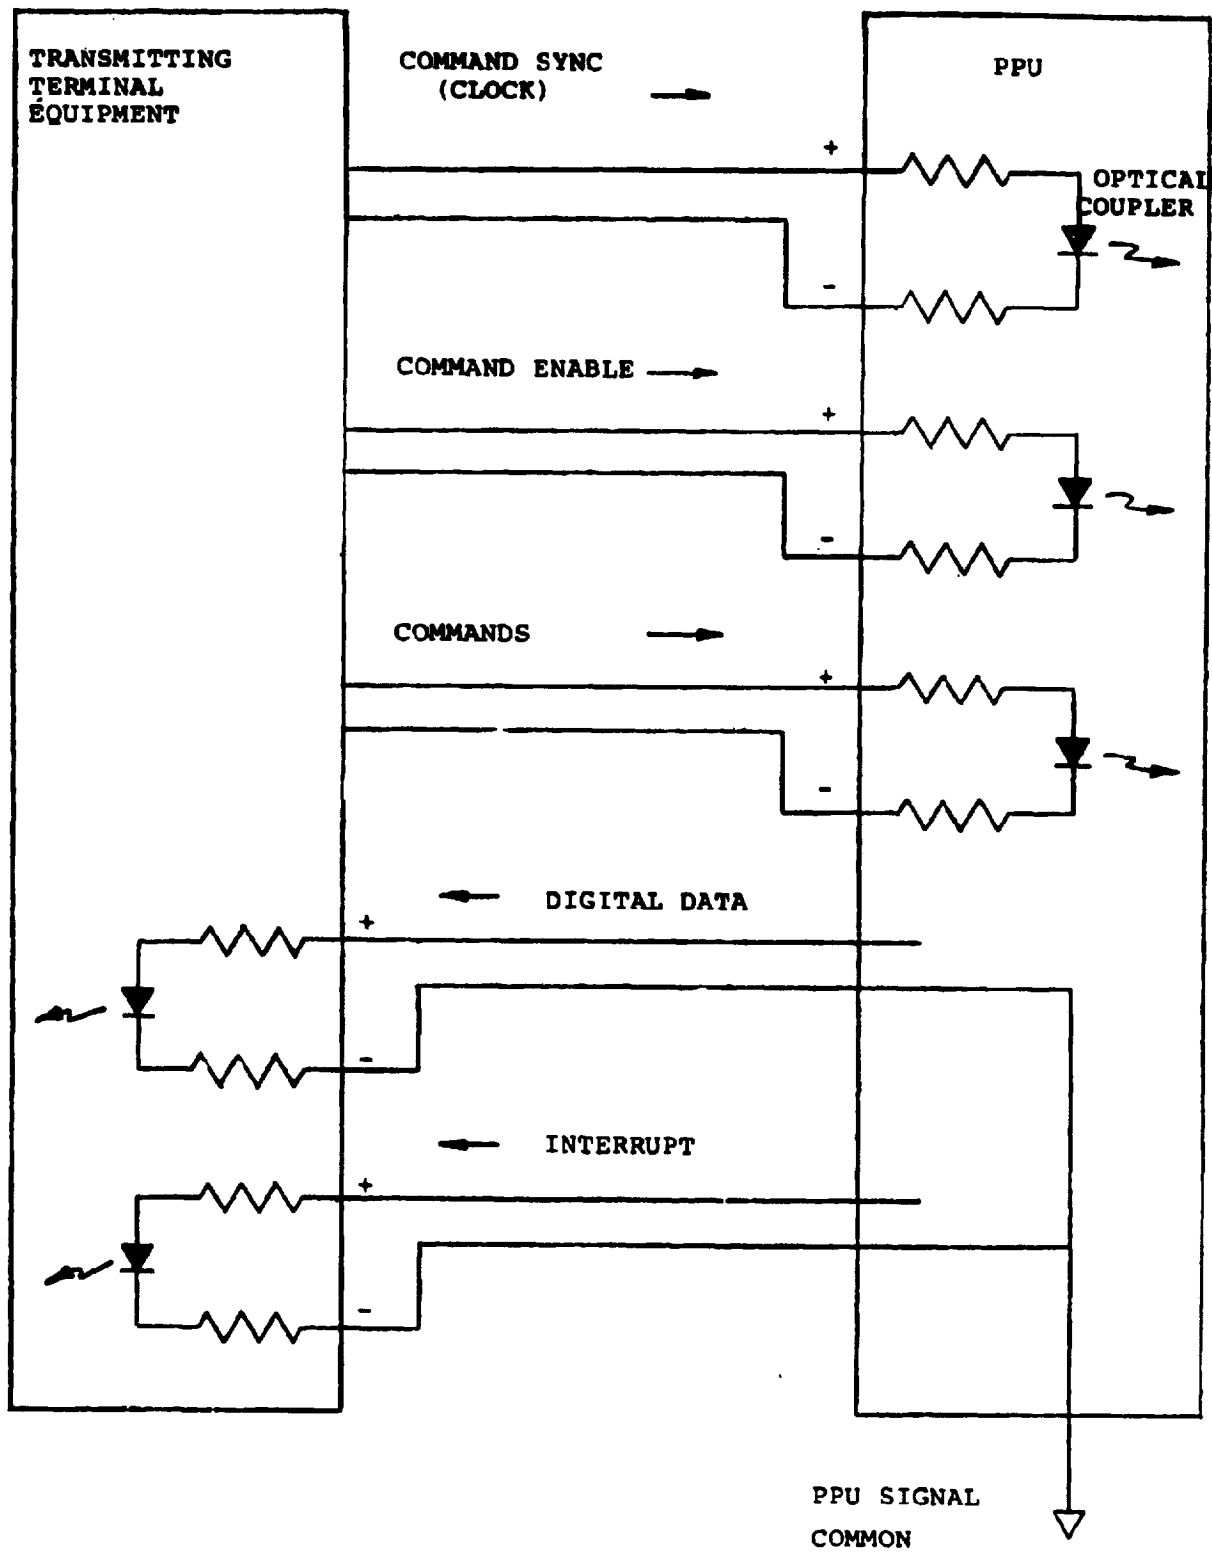 TRANSMITTING
TERMINAL
EQUIPMENT
COMMAND SYNC
(CLOCK)
PPU
+
OPTICAL
COUPLER
-
COMMAND ENABLE
+
-
COMMANDS
+
-
DIGITAL DATA
+
-
INTERRUPT
+
-
PPU SIGNAL
COMMON